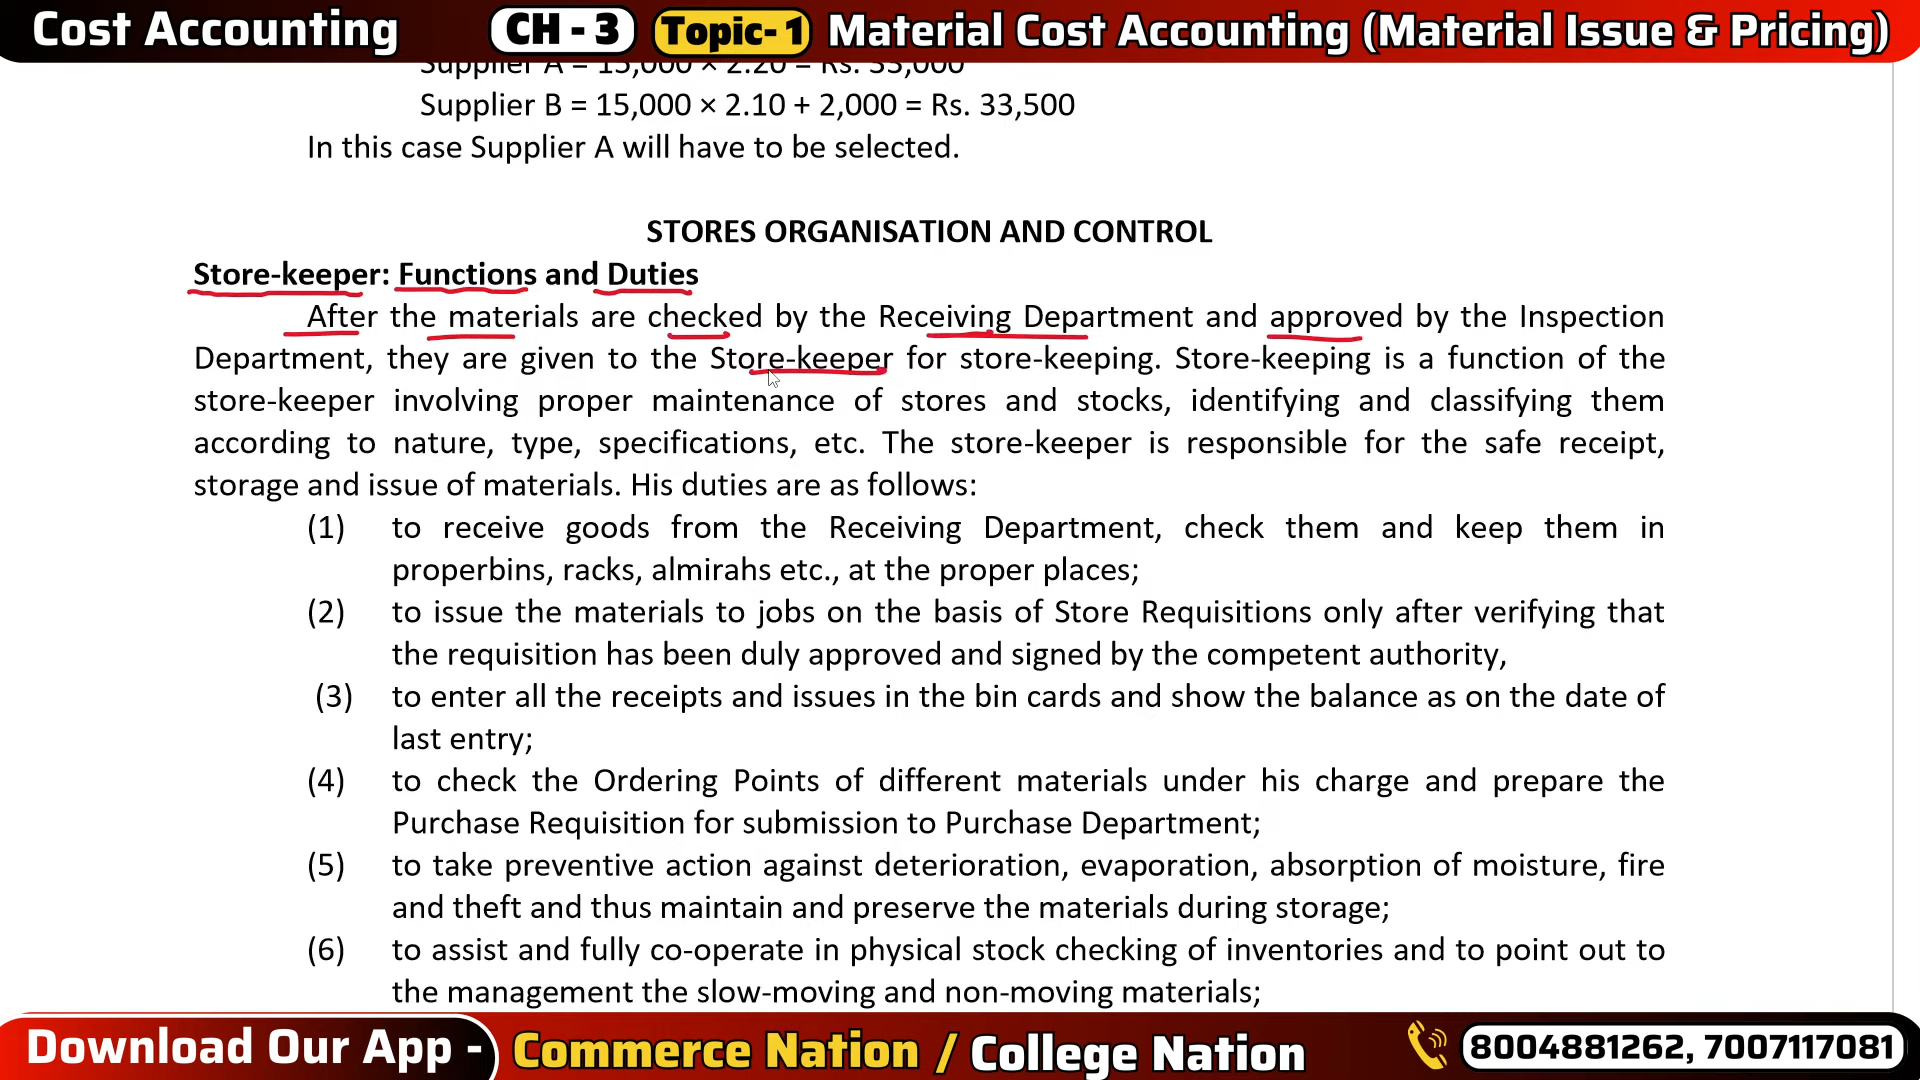 Cost Accounting CH - 3 Topic- 1 Material Cost Accounting (Material Issue & Pricing)
Supplier A = 15,000 × 2.20 = Rs. 33,000
Supplier B = 15,000 × 2.10 + 2,000 = Rs. 33,500
In this case Supplier A will have to be selected.
STORES ORGANISATION AND CONTROL
Store-keeper: Functions and Duties
After the materials are checked by the Receiving Department and approved by the Inspection
Department, they are given to the Store-keeper for store-keeping. Store-keeping is a function of the
store-keeper involving proper maintenance of stores and stocks, identifying and classifying them
according to nature, type, specifications, etc. The store-keeper is responsible for the safe receipt,
storage and issue of materials. His duties are as follows:
(1) to receive goods from the Receiving Department, check them and keep them in
properbins, racks, almirahs etc., at the proper places;
(2) to issue the materials to jobs on the basis of Store Requisitions only after verifying that
the requisition has been duly approved and signed by the competent authority,
(3) to enter all the receipts and issues in the bin cards and show the balance as on the date of
last entry;
(4) to check the Ordering Points of different materials under his charge and prepare the
Purchase Requisition for submission to Purchase Department;
(5) to take preventive action against deterioration, evaporation, absorption of moisture, fire
and theft and thus maintain and preserve the materials during storage;
(6) to assist and fully co-operate in physical stock checking of inventories and to point out to
the management the slow-moving and non-moving materials;
Download Our App - Commerce Nation / College Nation 8004881262, 7007117081